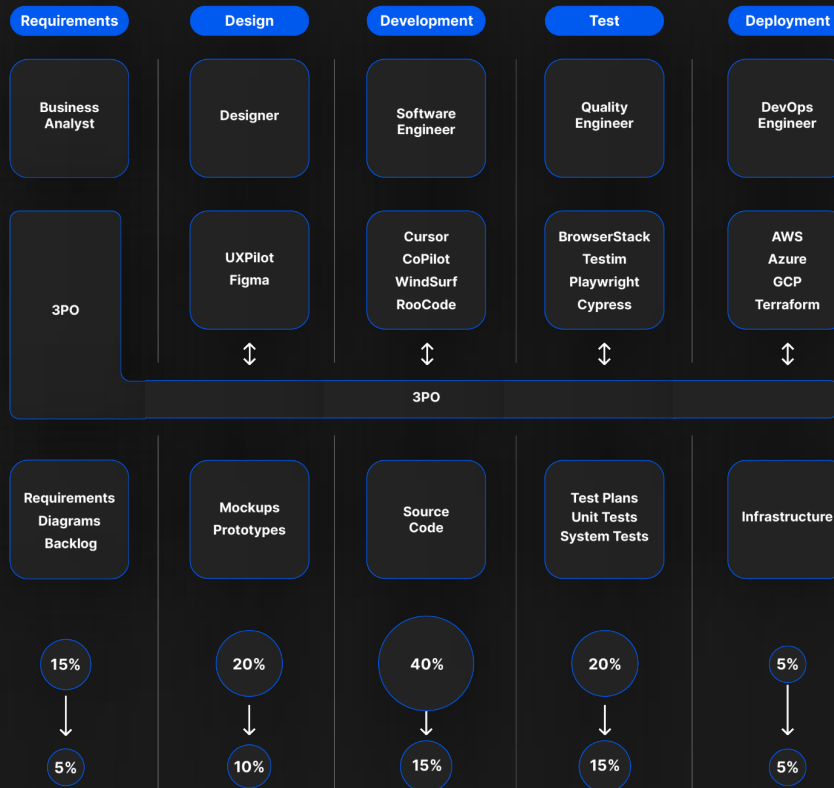 Requirements
Design
Development
Test
Deployment
Business
Analyst
Designer
Software
Engineer
Quality
Engineer
DevOps
Engineer
3PO
UXPilot
Figma
Cursor
CoPilot
WindSurf
RooCode
BrowserStack
Testim
Playwright
Cypress
AWS
Azure
GCP
Terraform
3PO
Requirements
Diagrams
Backlog
Mockups
Prototypes
Source
Code
Test Plans
Unit Tests
System Tests
Infrastructure
15%
20%
40%
20%
5%
5%
10%
15%
15%
5%